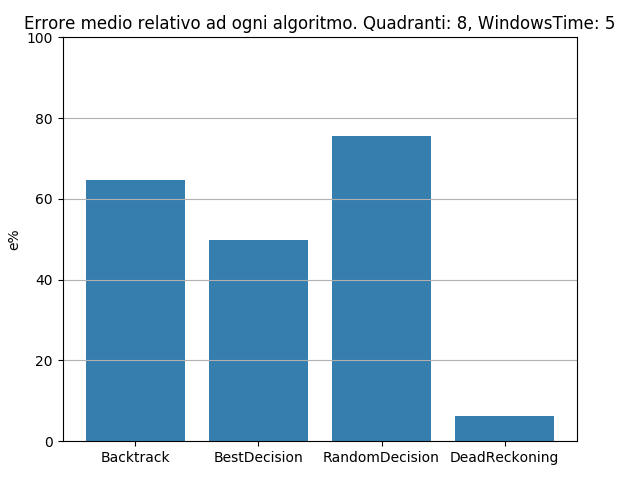 Errore medio relativo ad ogni algoritmo. Quadranti: 8, WindowsTime: 5
100
80
60
40
20
0
e%
Backtrack BestDecision RandomDecision DeadReckoning